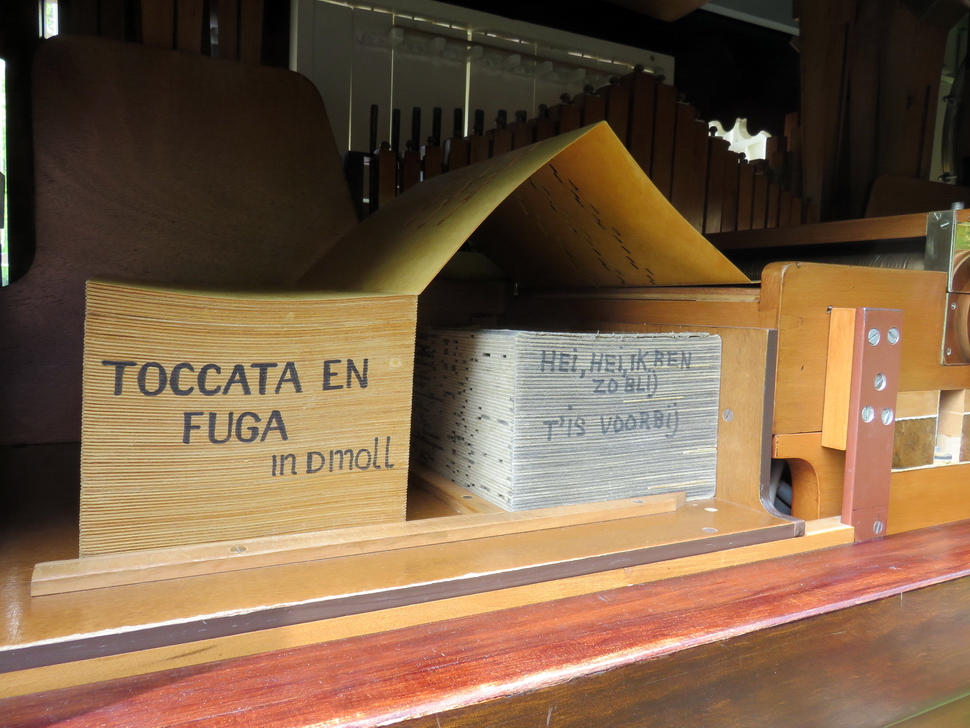 TOCCATA EN
FUGA
in Dmoll
HEI, HEI, IK BEN
ZO BLIJ
T'IS VOORBIJ